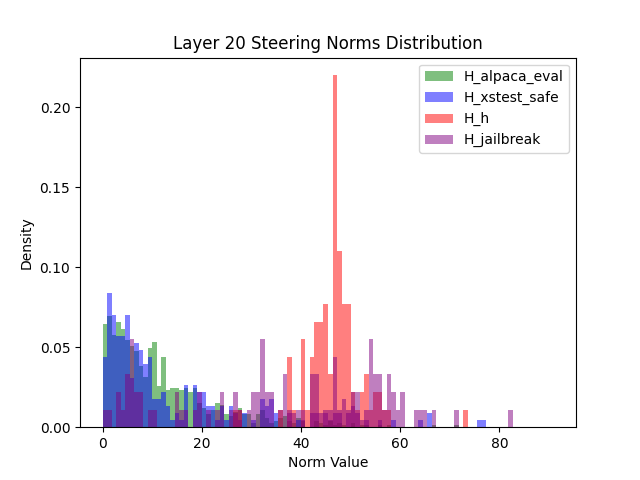 Layer 20 Steering Norms Distribution
H_alpaca_eval
H_xstest_safe
H_h
H_jailbreak
0.20
0.15
0.10
0.05
0.00
Density
0 20 40 60 80
Norm Value